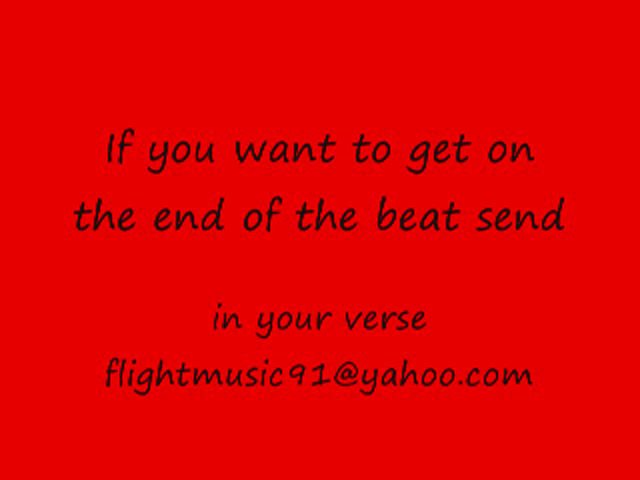 If you want to get on
the end of the beat send
in your verse
flightmusic91@yahoo.com